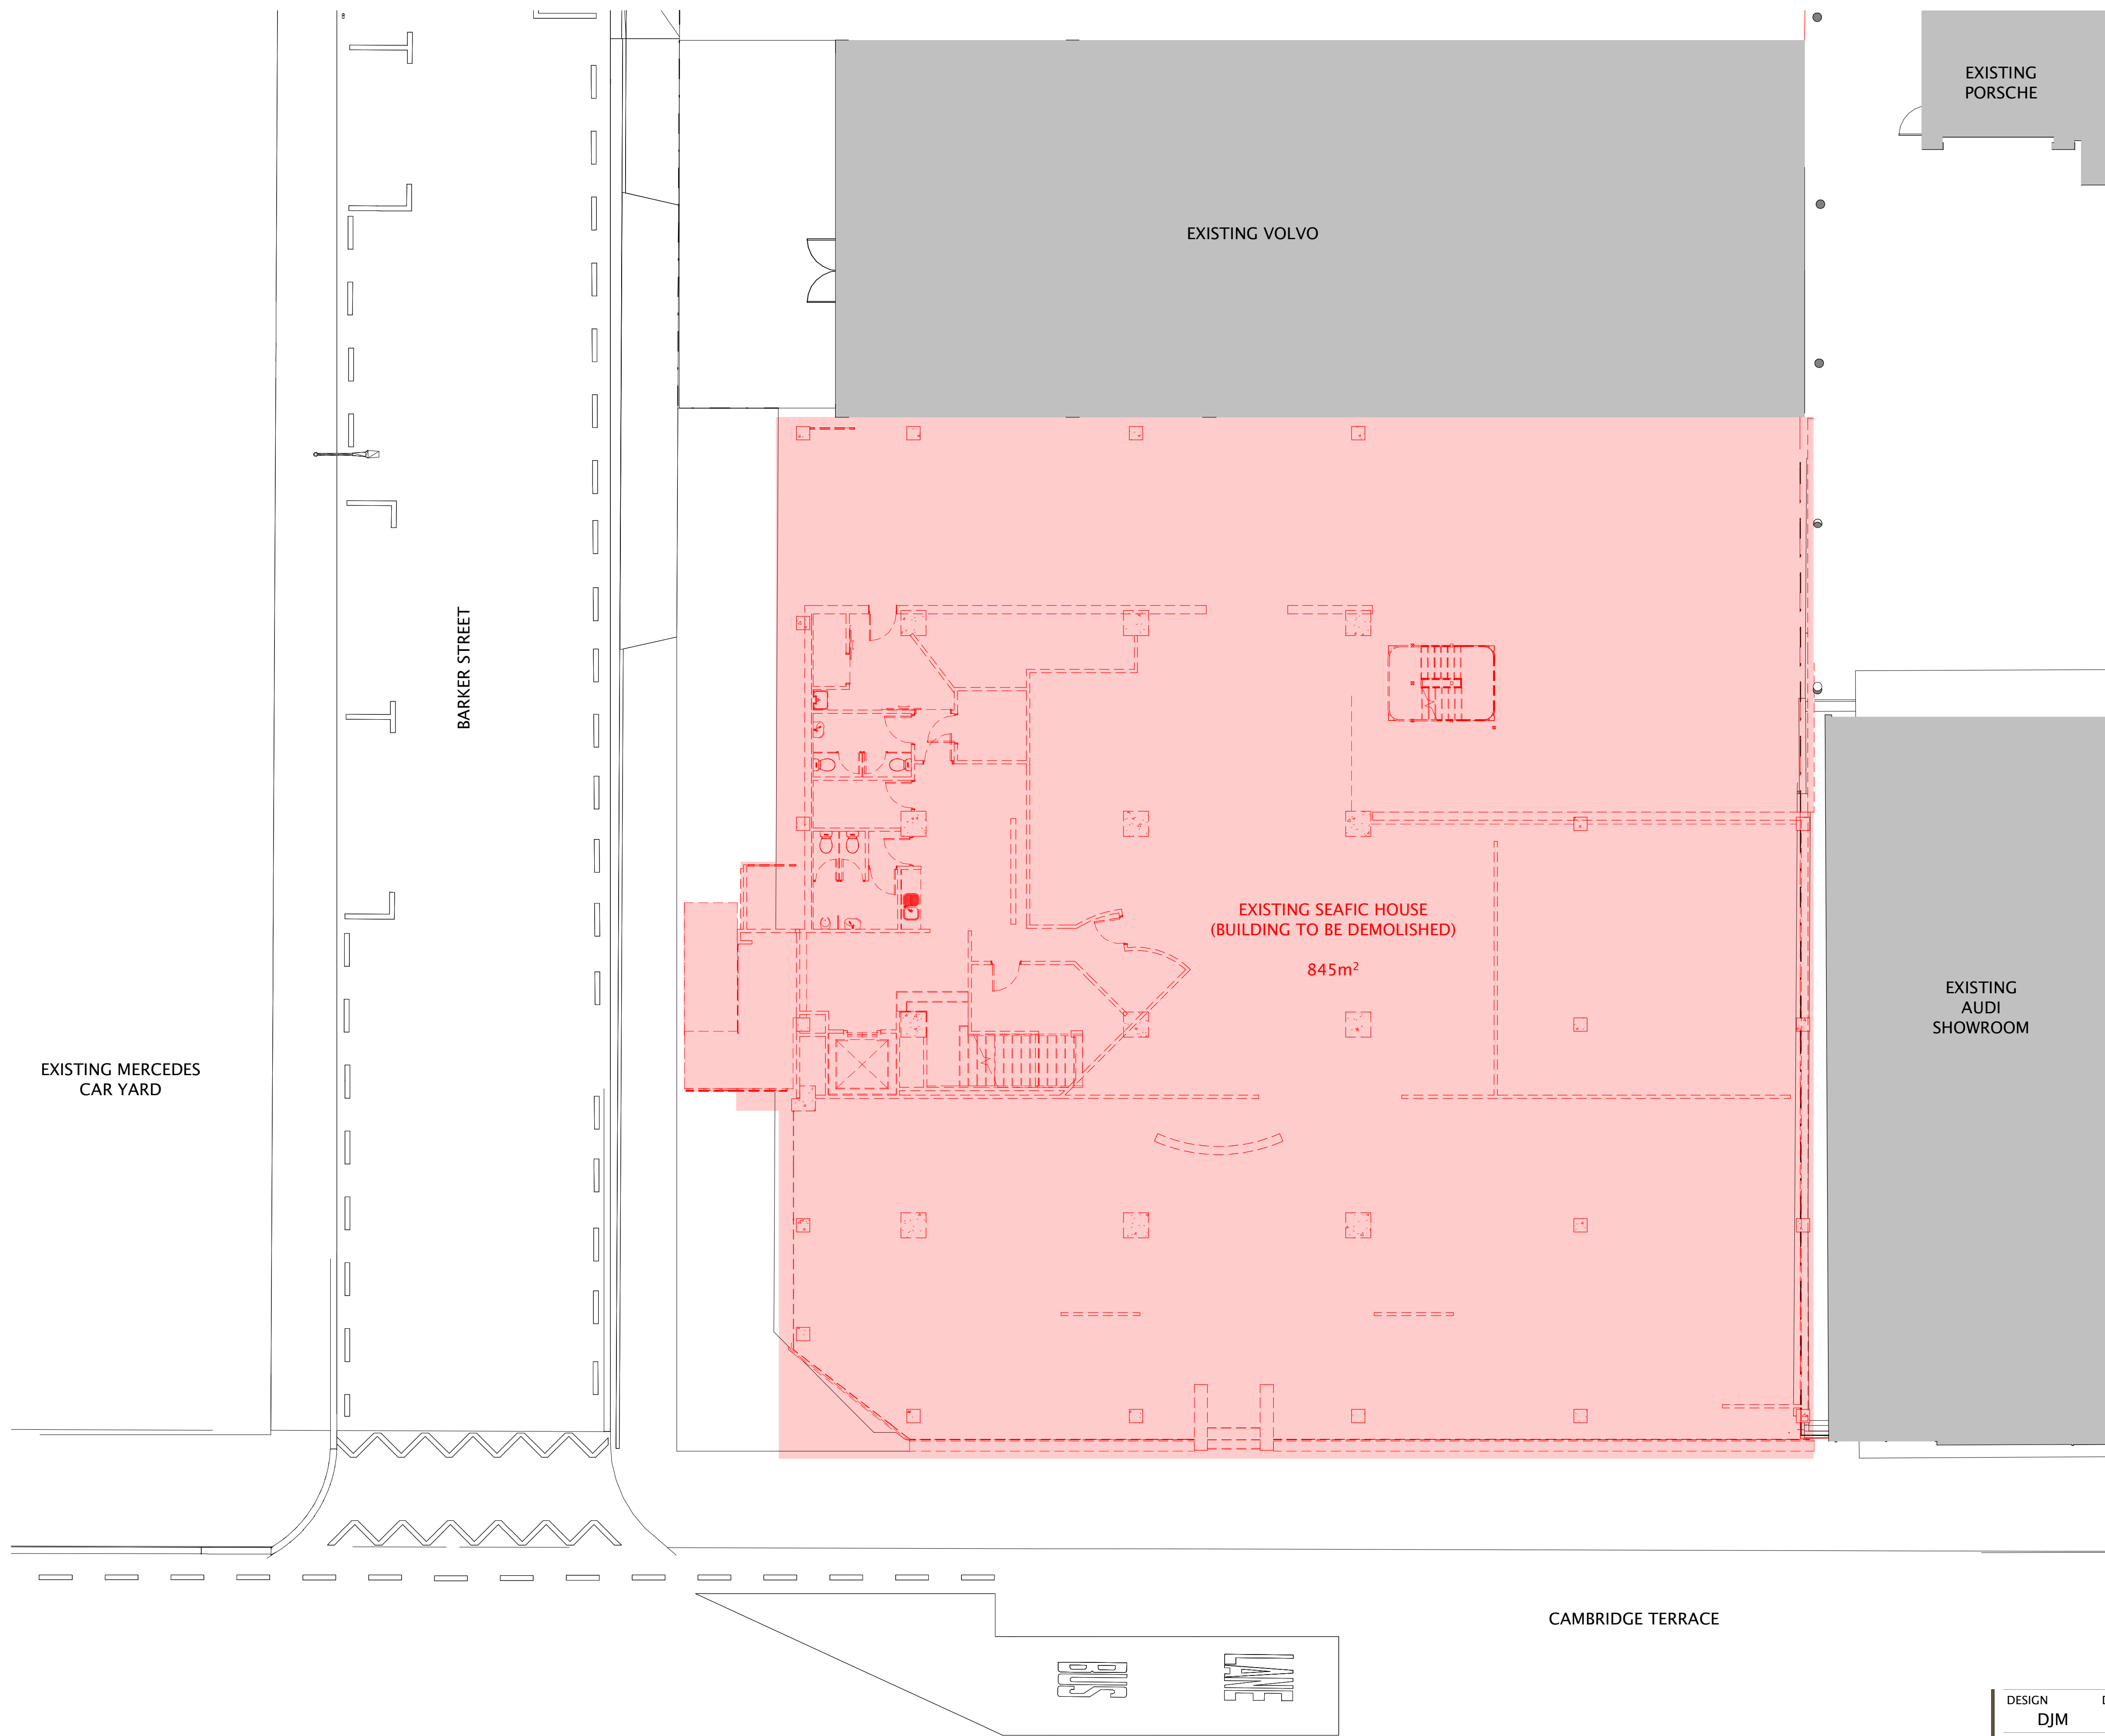 EXISTING
PORSCHE
EXISTING VOLVO
BARKER STREET
EXISTING SEAFIC HOUSE
(BUILDING TO BE DEMOLISHED)
845m²
EXISTING
AUDI
SHOWROOM
EXISTING MERCEDES
CAR YARD
CAMBRIDGE TERRACE
BUS
LANE
DESIGN
DJM